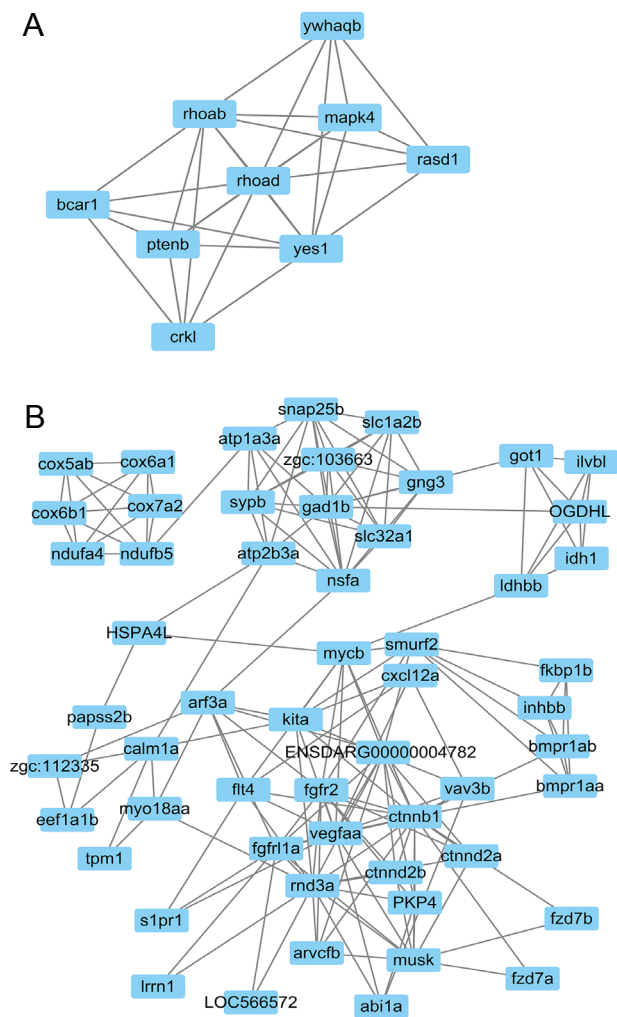 A
ywhaqb
rhoab
mapk4
rasd1
rhoad
bcar1
ptenb
yes1
crkl
B
snap25b
slc1a2b
atp1a3a
cox5ab
cox6a1
zgc:103663
got1
ilvbl
gng3
sypb
gad1b
cox6b1
cox7a2
OGDHL
slc32a1
ndufa4
ndufb5
atp2b3a
idh1
nsfa
ldhbb
HSPA4L
mycb
smurf2
cxcl12a
fkbp1b
arf3a
inhbb
papss2b
kita
calm1a
ENSDARG00000004782
bmpr1ab
zgc:112335
flt4
fgfr2
vav3b
bmpr1aa
eef1a1b
myo18aa
ctnnb1
vegfaa
tpm1
fgfrl1a
ctnnd2a
ctnnd2b
rnd3a
PKP4
s1pr1
fzd7b
arvcfb
musk
lrrn1
fzd7a
LOC566572
abi1a